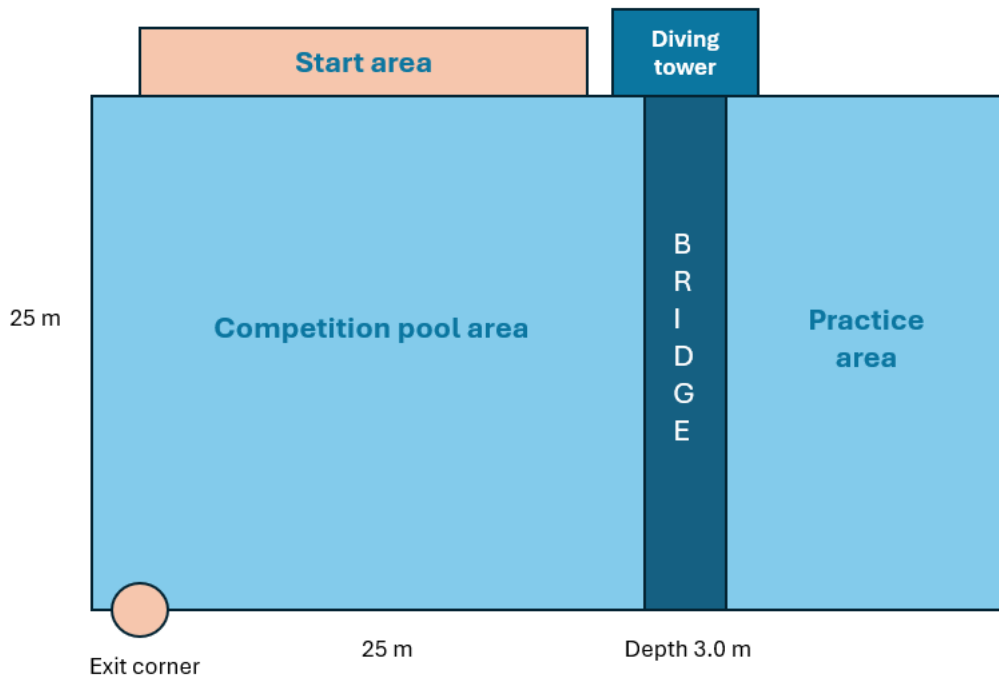 Start area
Diving
tower
B
R
I
D
G
E
25 m
Competition pool area
Practice
area
25 m
Depth 3.0 m
Exit corner